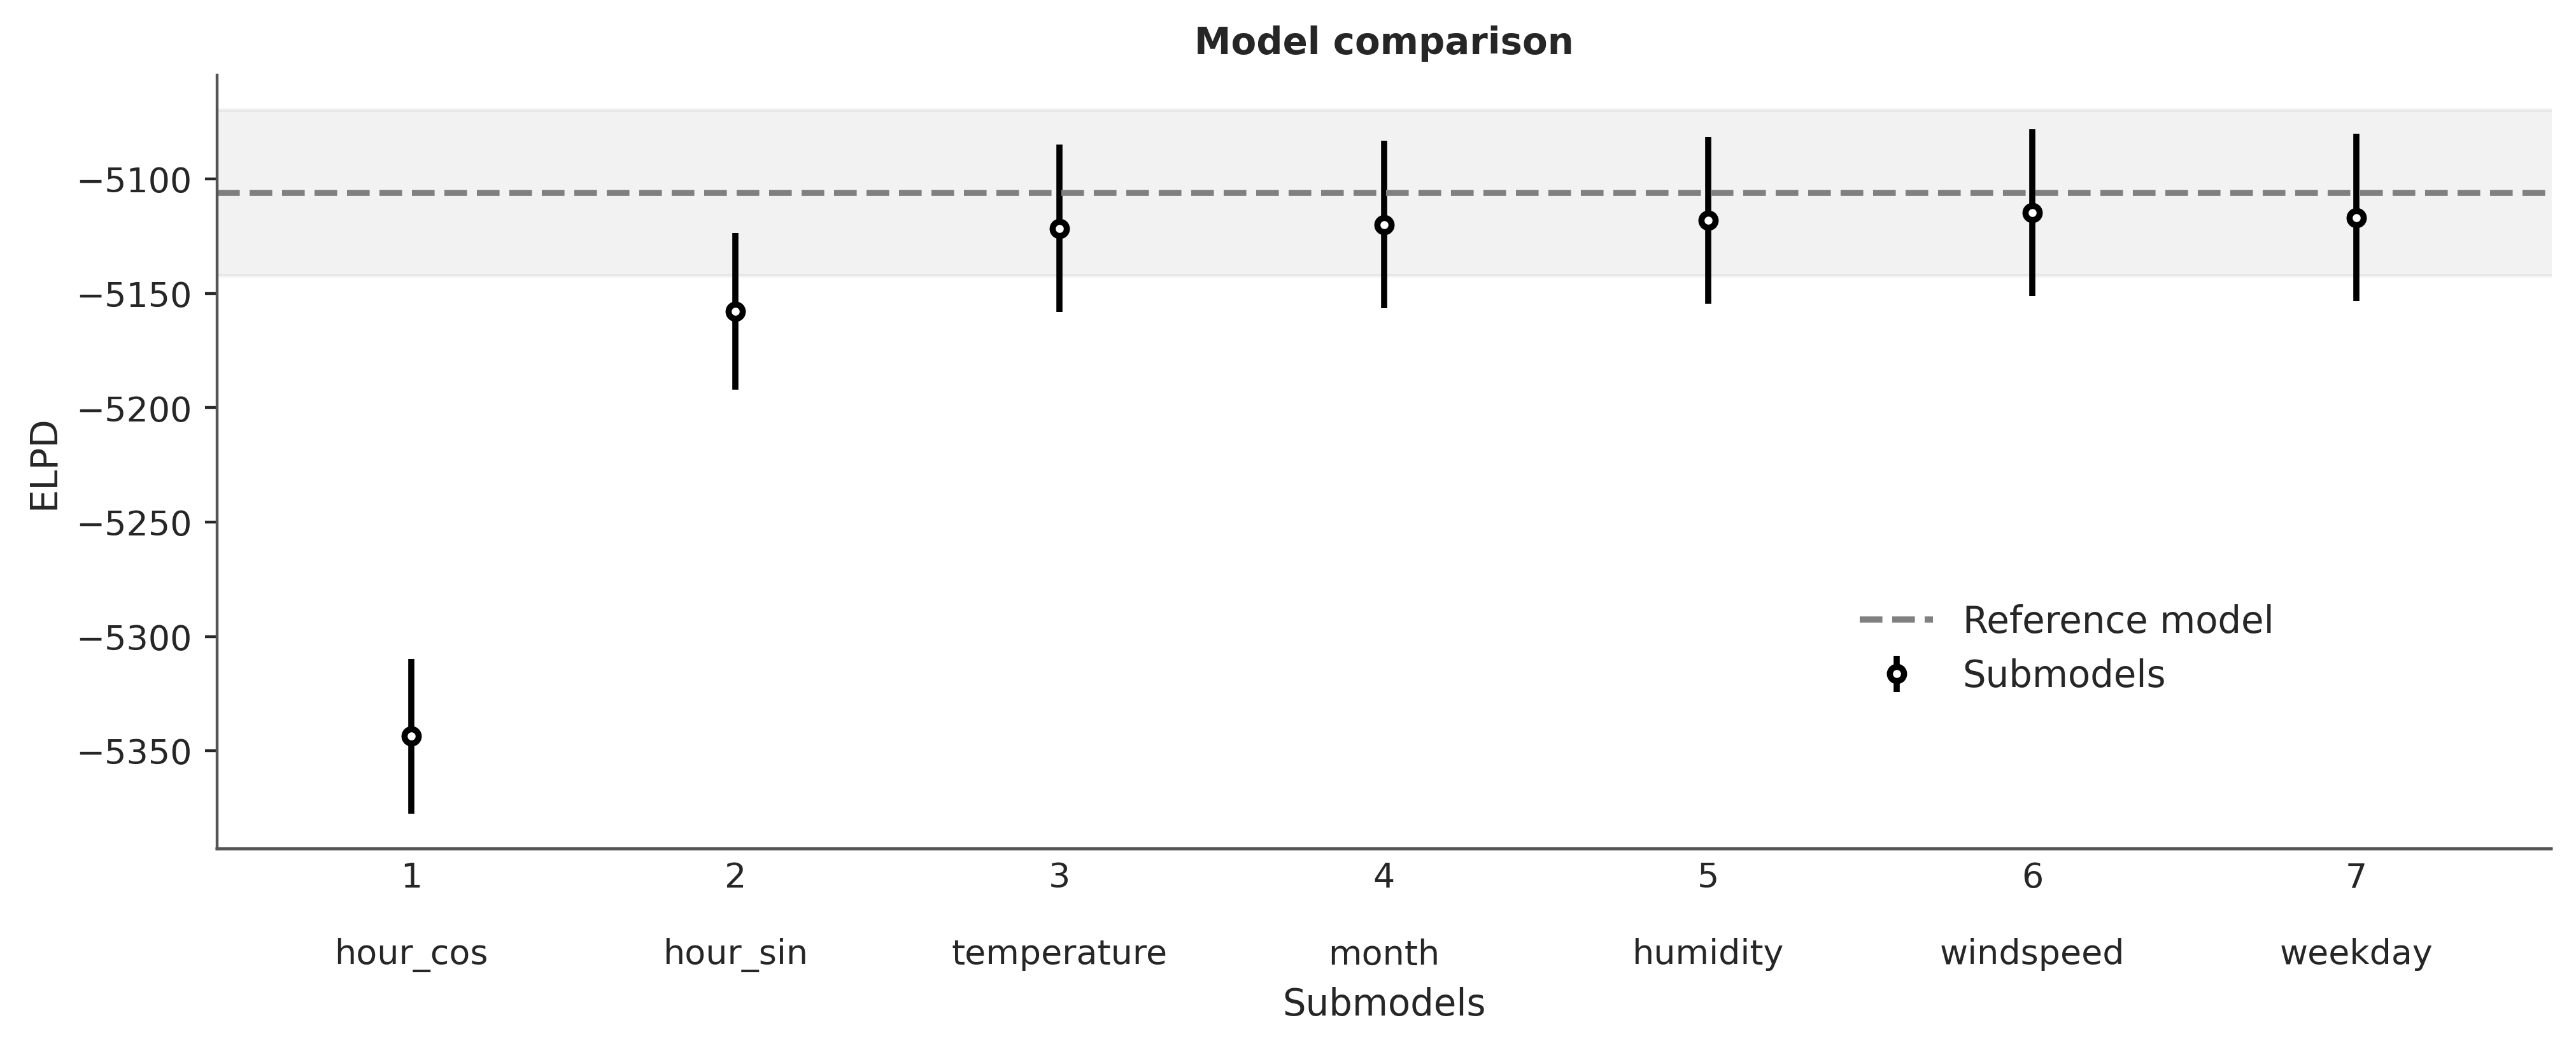 Model comparison
ELPD
−5100
−5150
−5200
−5250
−5300
−5350
Reference model
Submodels
1 2 3 4 5 6 7
hour_cos hour_sin temperature month humidity windspeed weekday
Submodels